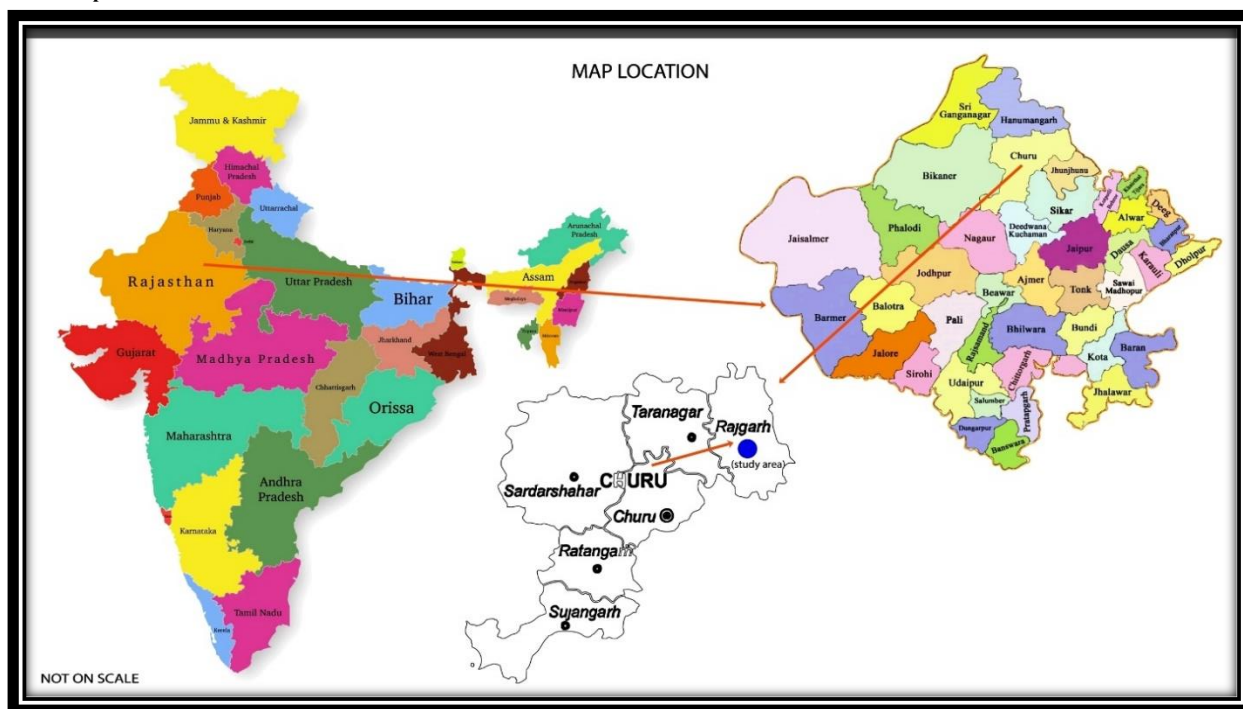 MAP LOCATION
Jammu & Kashmir
Himachal
Pradesh
Punjab
Uttarrachal
Haryana
Rajasthan
Uttar Pradesh
Bihar
Arunachal
Pradesh
Assam
Gujarat
Madhya Pradesh
Jharkhand
West Bengal
Chhattisgarh
Orissa
Maharashtra
Andhra
Pradesh
Karnataka
Kerela
Tamil Nadu
NOT ON SCALE
Sri
Ganganagar
Hanumangarh
Churu
Jhunjhunu
Bikaner
Sikar
Alwar
Deeg
Bharatpur
Jaisalmer
Phalodi
Nagaur
Deedwana
Kuchaman
Jaipur
Dausa
Karauli
Dholpur
Jodhpur
Ajmer
Tonk
Sawai
Madhopur
Barmer
Balotra
Beawar
Pali
Rajsamand
Bhilwara
Bundi
Kota
Baran
Jalore
Sirohi
Udaipur
Chittorgarh
Jhalawar
Salumber
Pratapgarh
Dungarpur
Banswara
Taranagar
Rajgarh
(study area)
CHURU
Sardarshahar
Churu
Ratangarh
Sujangarh